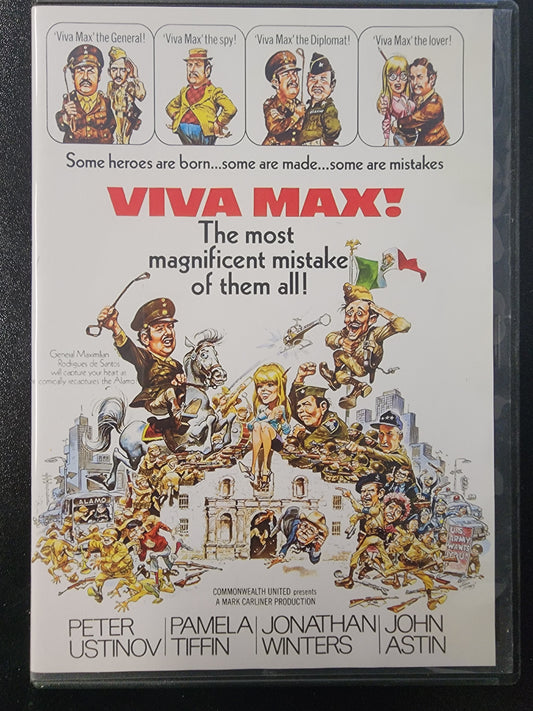 'Viva Max' the General!
'Viva Max' the spy!
'Viva Max' the Diplomat!
'Viva Max' the lover!
Some heroes are born...some are made...some are mistakes
VIVA MAX!
The most
magnificent mistake
of them all!
General Maximilian
Rodrigues de Santos
will capture your heart as
comically recaptures the Alamo
ALAMO
U.S.
ARMY
WANTS
COMMONWEALTH UNITED presents
A MARK CARLINER PRODUCTION
PETER
USTINOV
PAMELA
TIFFIN
JONATHAN
WINTERS
JOHN
ASTIN